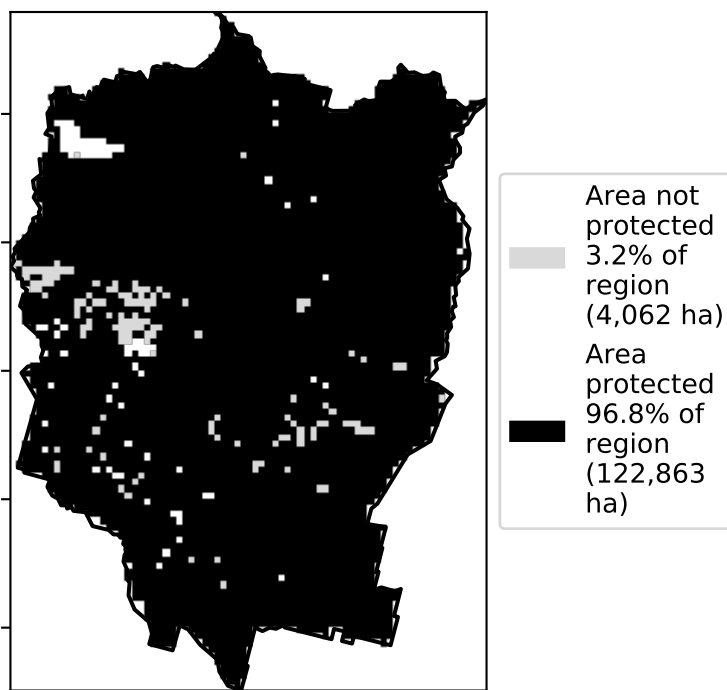 Area not
protected
3.2% of
region
(4,062 ha)
Area
protected
96.8% of
region
(122,863
ha)